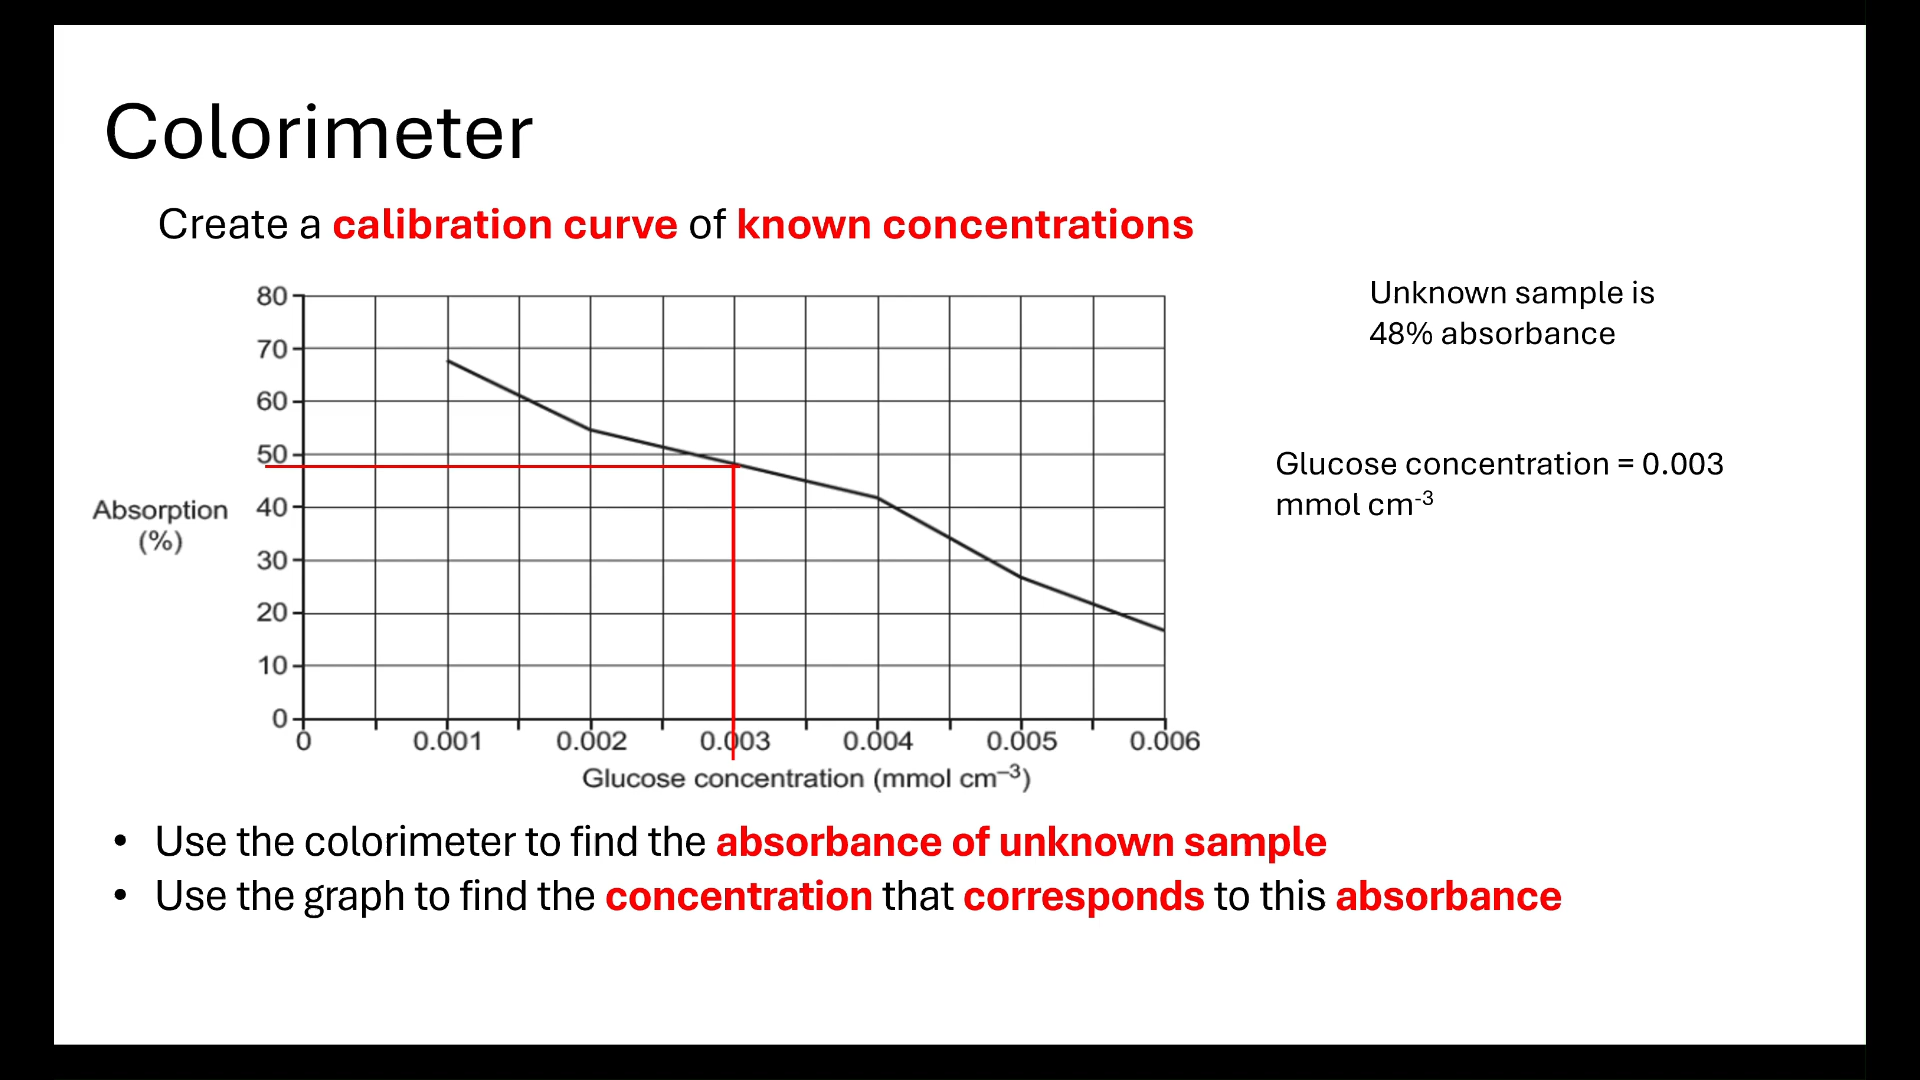 Colorimeter
Create a calibration curve of known concentrations
Unknown sample is
48% absorbance
Glucose concentration = 0.003
mmol cm-3
80
70
60
50
40
30
20
10
0
Absorption
(%)
0 0.001 0.002 0.003 0.004 0.005 0.006
Glucose concentration (mmol cm–3)
• Use the colorimeter to find the absorbance of unknown sample
• Use the graph to find the concentration that corresponds to this absorbance